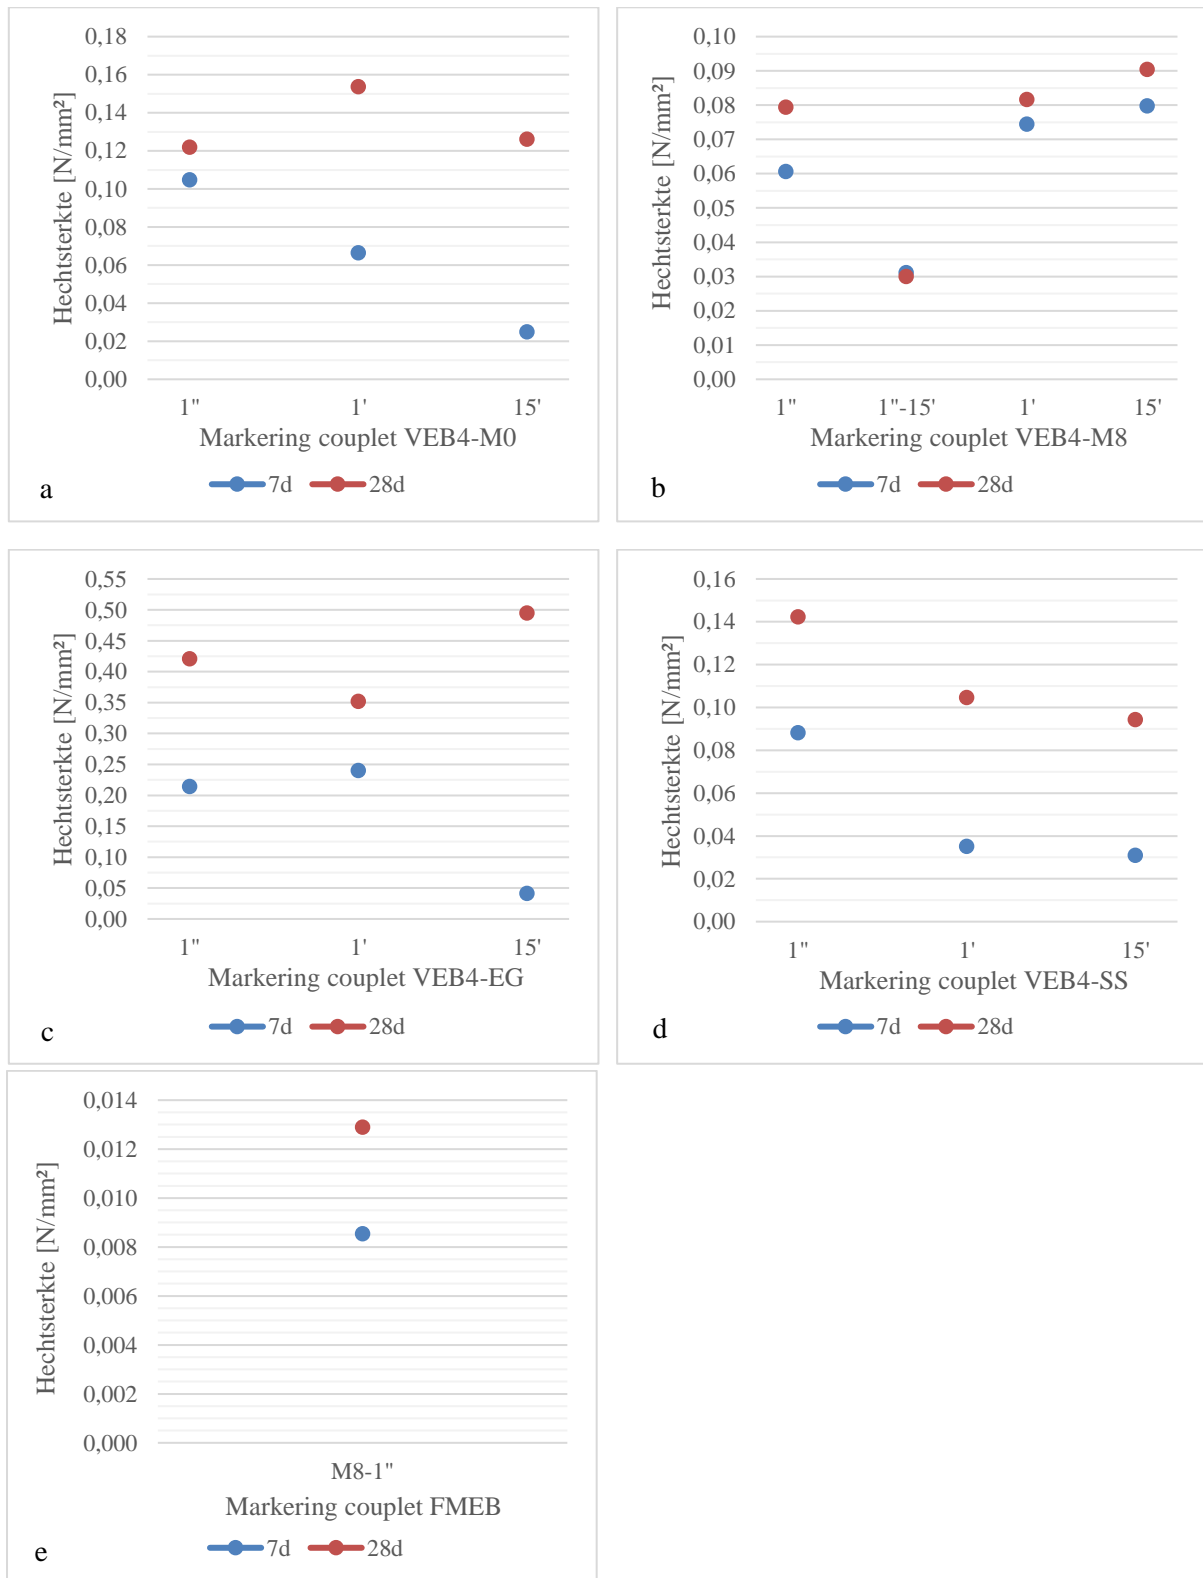 0,18
0,16
0,14
0,12
0,10
0,08
0,06
0,04
0,02
0,00
Hechtsterkte [N/mm²]
1" 1' 15'
Markering couplet VEB4-M0
7d 28d
a
0,10
0,09
0,08
0,07
0,06
0,05
0,04
0,03
0,02
0,01
0,00
Hechtsterkte [N/mm²]
1" 1"-15' 1' 15'
Markering couplet VEB4-M8
7d 28d
b
0,55
0,50
0,45
0,40
0,35
0,30
0,25
0,20
0,15
0,10
0,05
0,00
Hechtsterkte [N/mm²]
1" 1' 15'
Markering couplet VEB4-EG
7d 28d
c
0,16
0,14
0,12
0,10
0,08
0,06
0,04
0,02
0,00
Hechtsterkte [N/mm²]
1" 1' 15'
Markering couplet VEB4-SS
7d 28d
d
0,014
0,012
0,010
0,008
0,006
0,004
0,002
0,000
Hechtsterkte [N/mm²]
M8-1"
Markering couplet FMEB
7d 28d
e